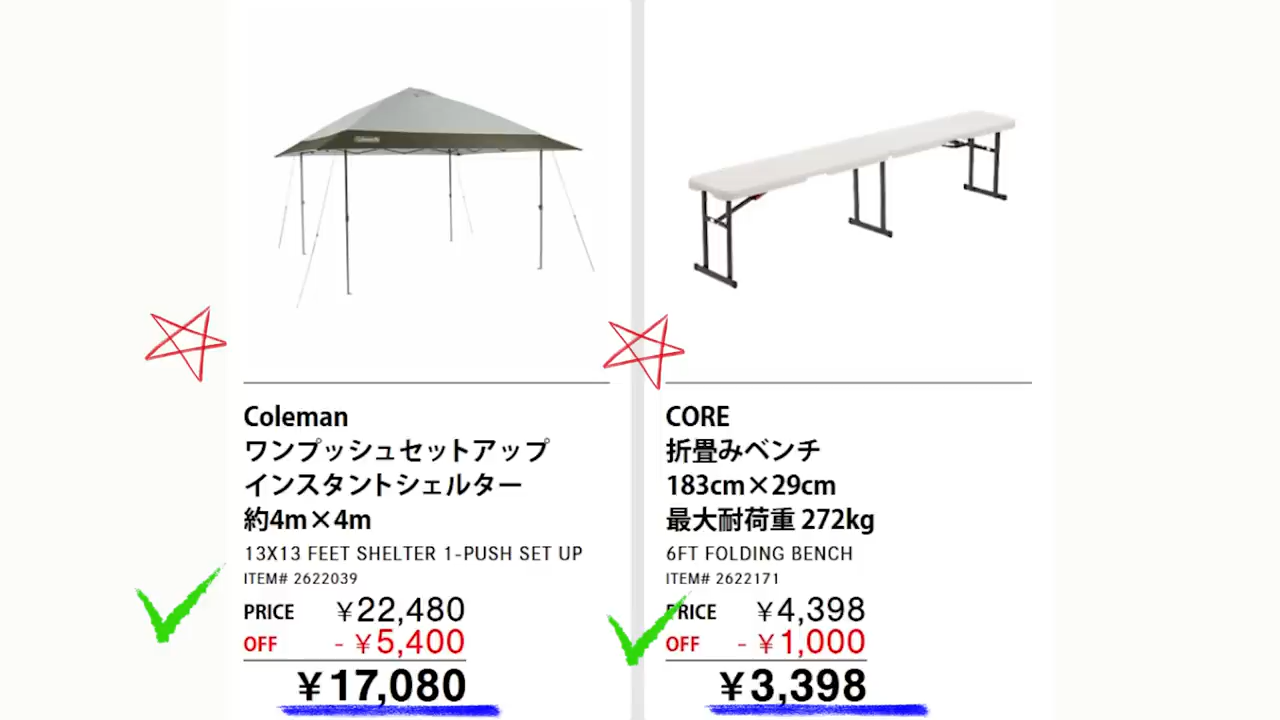 Coleman
ワンプッシュセットアップ
インスタントシェルター
約4m×4m
13X13 FEET SHELTER 1-PUSH SET UP
ITEM# 2622039
PRICE ¥22,480
OFF - ¥5,400
¥17,080
CORE
折畳みベンチ
183cm×29cm
最大耐荷重 272kg
6FT FOLDING BENCH
ITEM# 2622171
PRICE ¥4,398
OFF - ¥1,000
¥3,398